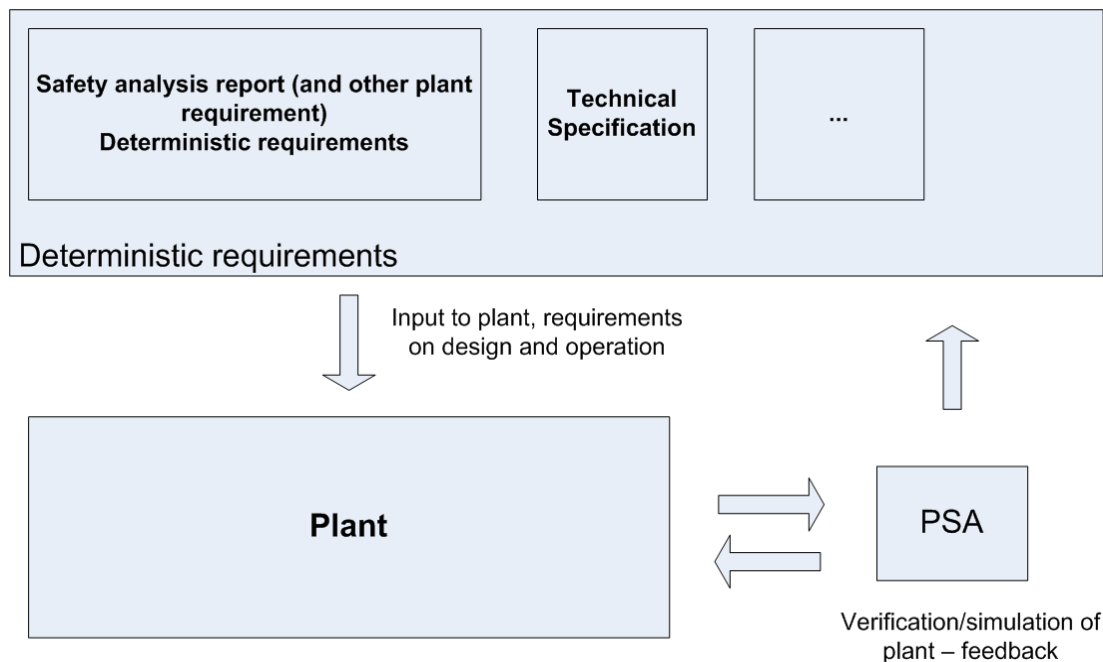 Safety analysis report (and other plant
requirement)
Deterministic requirements
Technical
Specification
...
Deterministic requirements
Input to plant, requirements
on design and operation
Plant
PSA
Verification/simulation of
plant – feedback